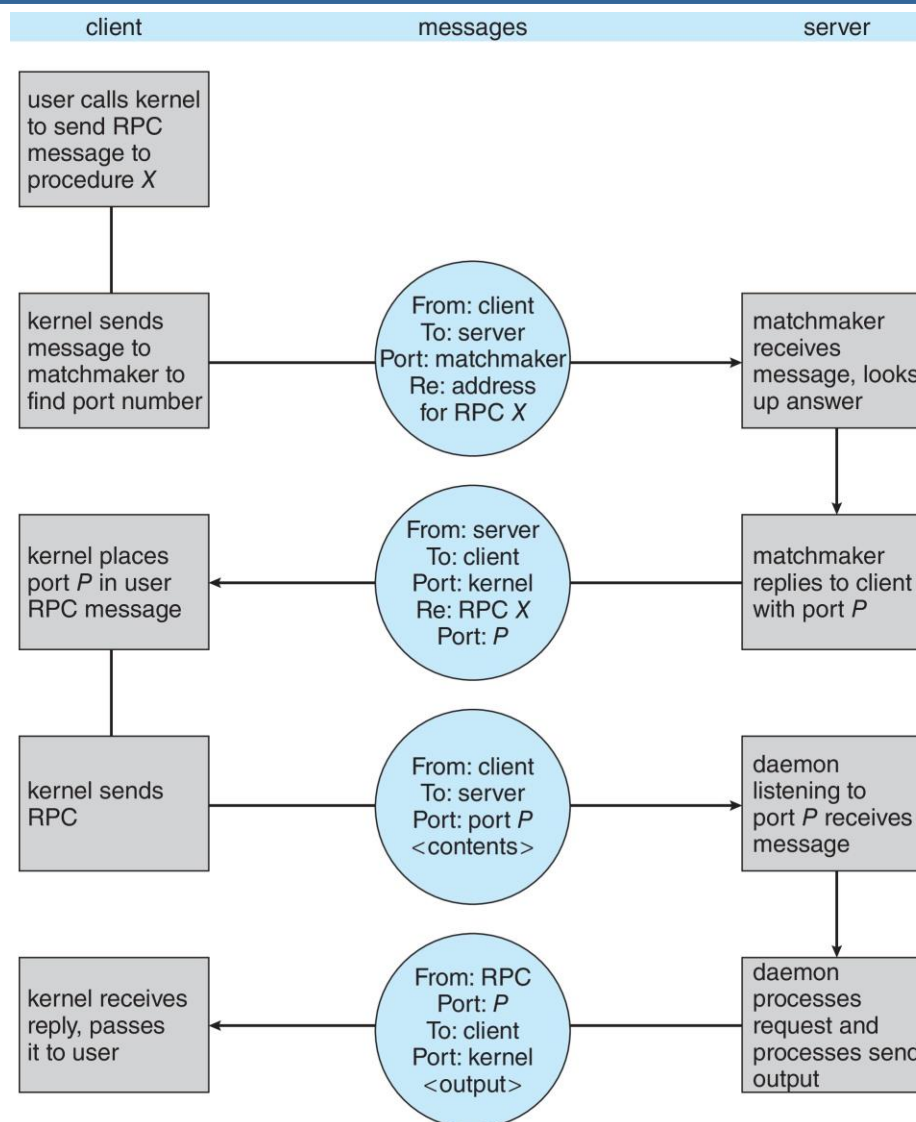 client messages server
user calls kernel
to send RPC
message to
procedure X
kernel sends
message to
matchmaker to
find port number
From: client
To: server
Port: matchmaker
Re: address
for RPC X
matchmaker
receives
message, looks
up answer
kernel places
port P in user
RPC message
From: server
To: client
Port: kernel
Re: RPC X
Port: P
matchmaker
replies to client
with port P
kernel sends
RPC
From: client
To: server
Port: port P
<contents>
daemon
listening to
port P receives
message
kernel receives
reply, passes
it to user
From: RPC
Port: P
To: client
Port: kernel
<output>
daemon
processes
request and
processes send
output